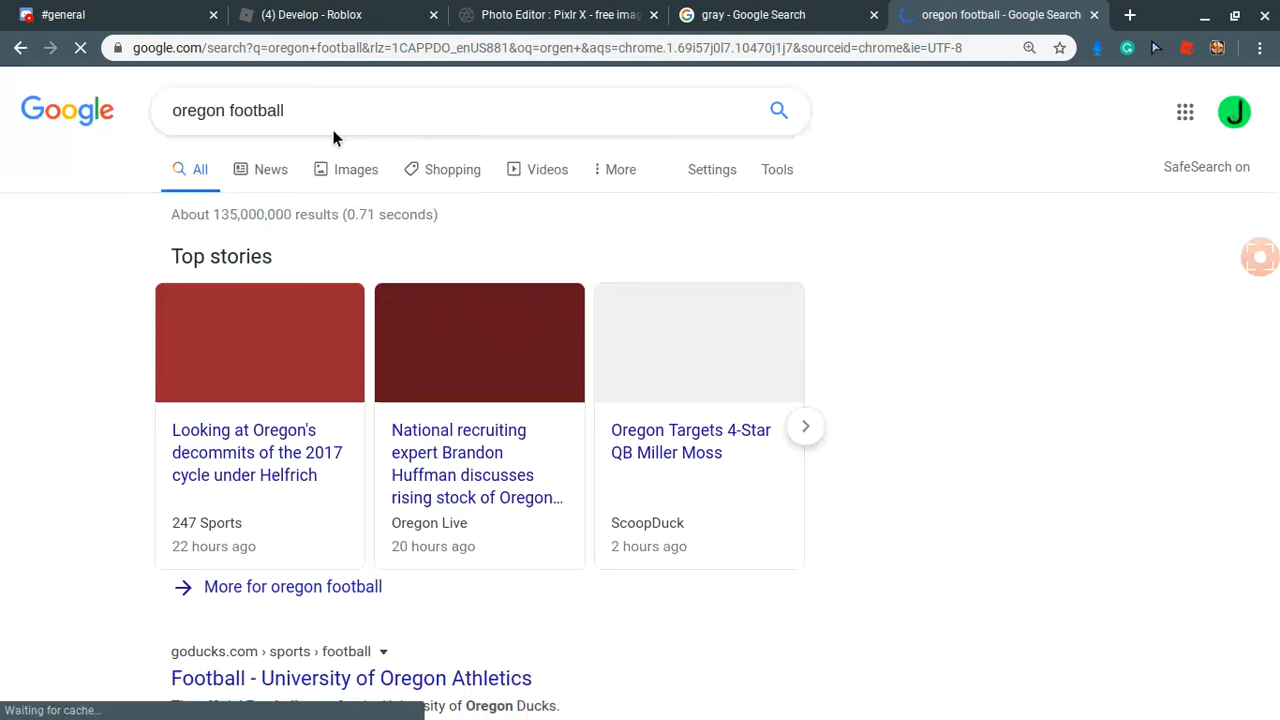 #general
(4) Develop - Roblox
Photo Editor : Pixlr X - free imag
gray - Google Search
oregon football - Google Search
google.com/search?q=oregon+football&rlz=1CAPPDO_enUS881&oq=orgen+&aqs=chrome.1.69i57j0l7.10470j1j7&sourceid=chrome&ie=UTF-8
Google
oregon football
J
All
News
Images
Shopping
Videos
More
Settings
Tools
SafeSearch on
About 135,000,000 results (0.71 seconds)
Top stories
Looking at Oregon's
decommits of the 2017
cycle under Helfrich
247 Sports
22 hours ago
National recruiting
expert Brandon
Huffman discusses
rising stock of Oregon...
Oregon Live
20 hours ago
Oregon Targets 4-Star
QB Miller Moss
ScoopDuck
2 hours ago
More for oregon football
goducks.com › sports › football
Football - University of Oregon Athletics
of Oregon Ducks.
Waiting for cache...